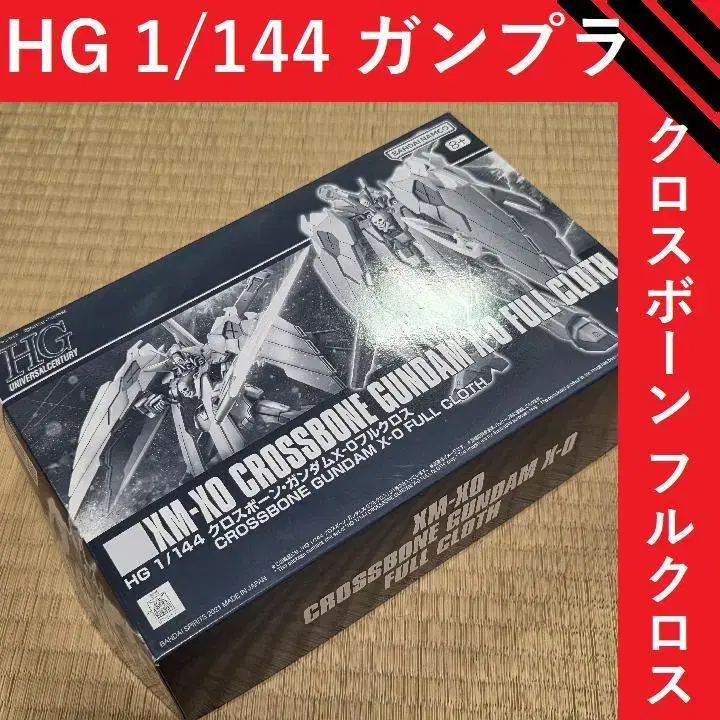 HG 1/144 ガンプラ
クロスボーン フルクロス
BANDAI NAMCO
8+
HG
UNIVERSAL CENTURY
XM-X0 CROSSBONE GUNDAM X-0 FULL CLOTH
HG 1/144 クロスボーン・ガンダムX-0フルクロス
CROSSBONE GUNDAM X-0 FULL CLOTH
BANDAI SPIRITS 2021 MADE IN JAPAN
XM-X0
CROSSBONE GUNDAM X-0
FULL CLOTH